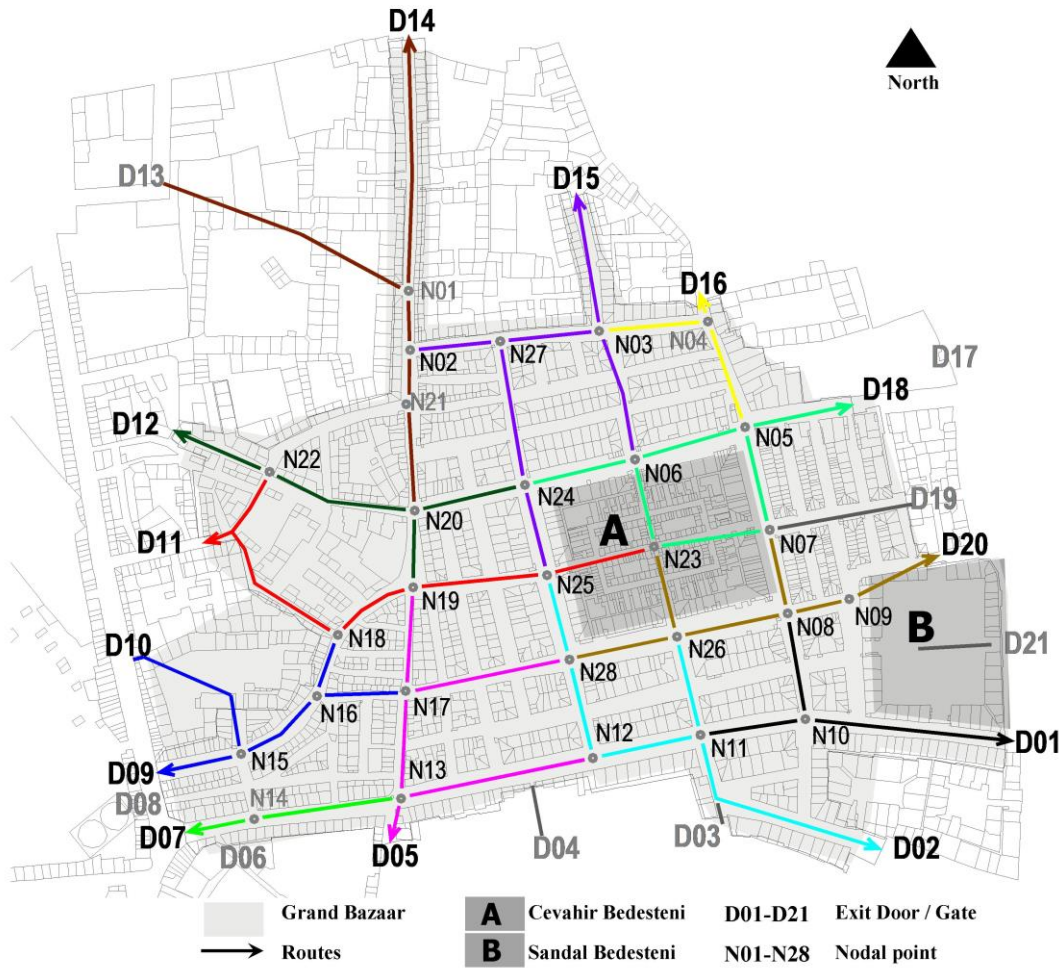 D14
North
D13
D15
D16
N01
N02
N27
N03
N04
D17
N21
D18
D12
N22
N05
N06
N24
N20
D19
D11
A
N23
N07
D20
N25
N19
N18
N08
N09
B
D21
D10
N26
N28
N16
N17
N12
N11
N10
D01
N15
D09
N13
D08
N14
D07
D06
D05
D04
D03
D02
Grand Bazaar
A
Cevahir Bedesteni
D01-D21
Exit Door / Gate
Routes
B
Sandal Bedesteni
N01-N28
Nodal point